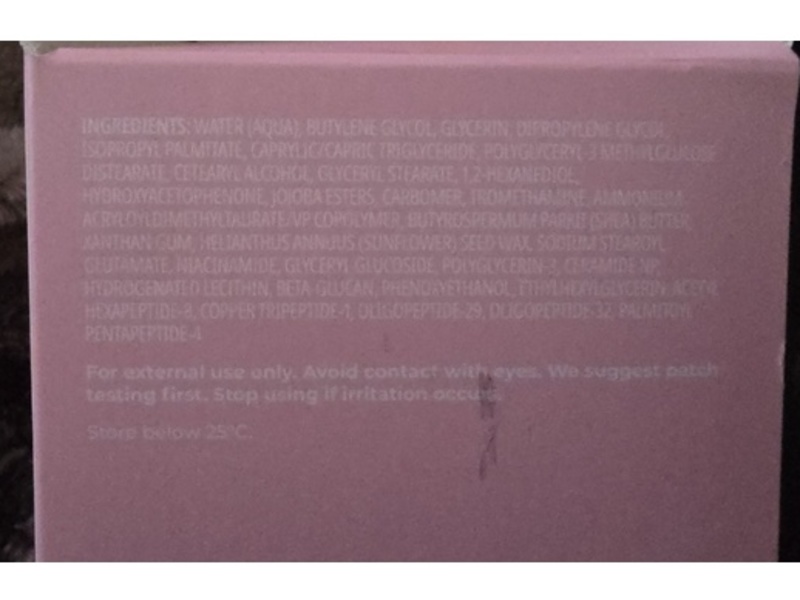 INGREDIENTS: WATER (AQUA), BUTYLENE GLYCOL, GLYCERIN, DIPROPYLENE GLYCOL,
ISOPROPYL PALMITATE, CAPRYLIC/CAPRIC TRIGLYCERIDE, POLYGLYCERYL-3 METHYLGLUCOSE
DISTEARATE, CETEARYL ALCOHOL, GLYCERYL STEARATE, 1,2-HEXANEDIOL,
HYDROXYACETOPHENONE, JOJOBA ESTERS, CARBOMER, TROMETHAMINE, AMMONIUM
ACRYLOYLDIMETHYLTAURATE/VP COPOLYMER, BUTYROSPERMUM PARKII (SHEA) BUTTER,
XANTHAN GUM, HELIANTHUS ANNUUS (SUNFLOWER) SEED WAX, SODIUM STEAROYL
GLUTAMATE, NIACINAMIDE, GLYCERYL GLUCOSIDE, POLYGLYCERIN-3, CERAMIDE NP,
HYDROGENATED LECITHIN, BETA-GLUCAN, PHENOXYETHANOL, ETHYLHEXYLGLYCERIN, ACETYL
HEXAPEPTIDE-8, COPPER TRIPEPTIDE-1, OLIGOPEPTIDE-29, OLIGOPEPTIDE-32, PALMITOYL
PENTAPEPTIDE-4
For external use only. Avoid contact with eyes. We suggest patch
testing first. Stop using if irritation occurs.
Store below 25°C.